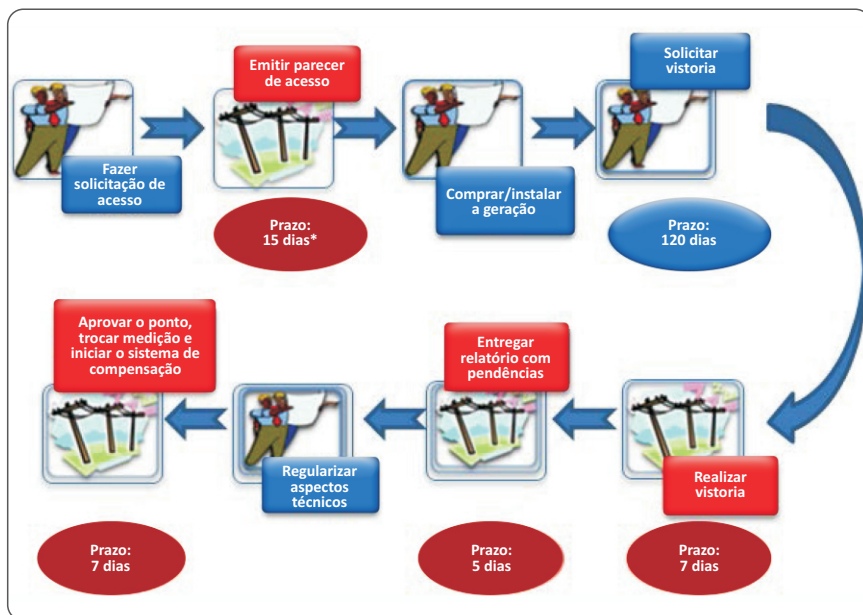 Fazer
solicitação de
acesso
Emitir parecer
de acesso
Prazo:
15 dias*
Comprar/instalar
a geração
Solicitar
vistoria
Prazo:
120 dias
Realizar
vistoria
Prazo:
7 dias
Entregar
relatório com
pendências
Prazo:
5 dias
Regularizar
aspectos
técnicos
Aprovar o ponto,
trocar medição e
iniciar o sistema de
compensação
Prazo:
7 dias